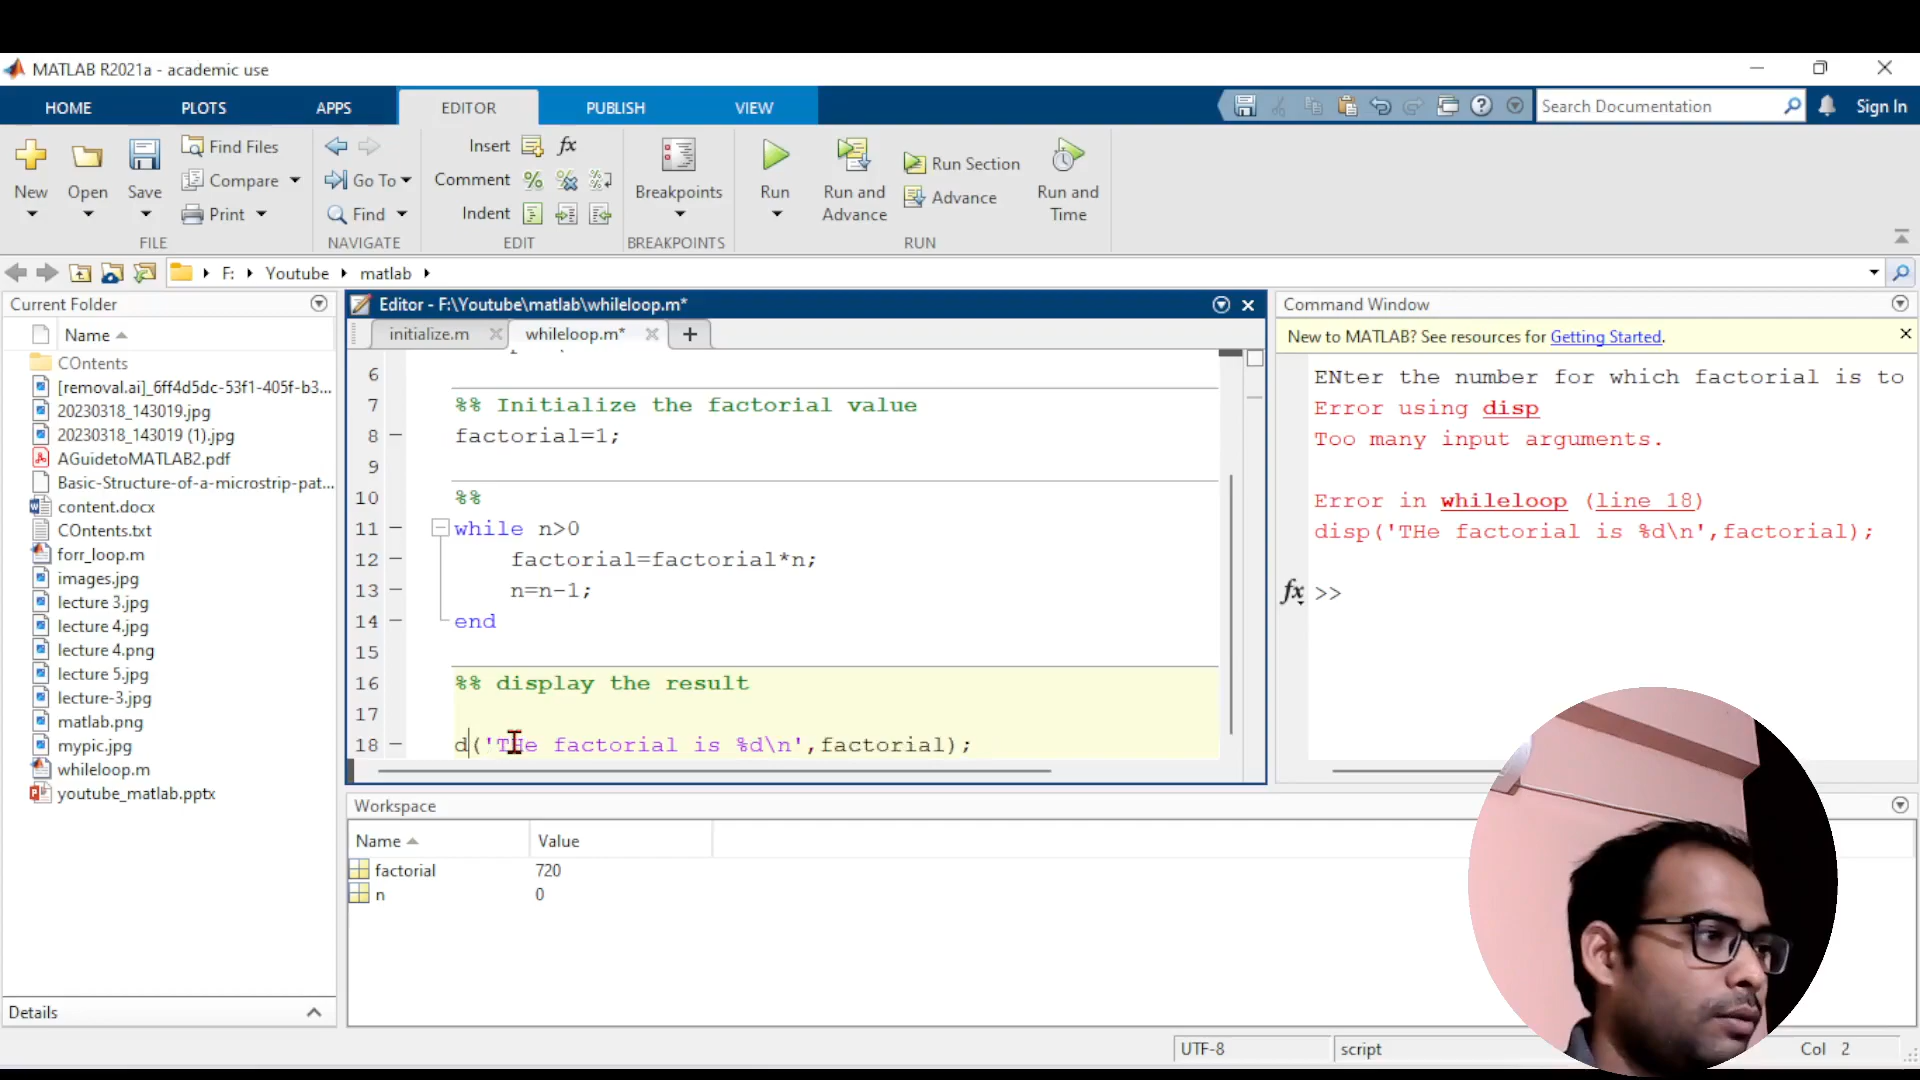 MATLAB R2021a - academic use
HOME PLOTS APPS EDITOR PUBLISH VIEW
Search Documentation
Sign In
New
Open
Save
Find Files
Compare
Print
FILE
Go To
Find
NAVIGATE
Insert fx
Comment
Indent
EDIT
Breakpoints
BREAKPOINTS
Run
Run and Advance
Run Section
Advance
Run and Time
RUN
F: Youtube matlab
Current Folder
Name
COntents
[removal.ai]_6ff4d5dc-53f1-405f-b3...
20230318_143019.jpg
20230318_143019 (1).jpg
AGuidetoMATLAB2.pdf
Basic-Structure-of-a-microstrip-pat...
content.docx
COntents.txt
forr_loop.m
images.jpg
lecture 3.jpg
lecture 4.jpg
lecture 4.png
lecture 5.jpg
lecture-3.jpg
matlab.png
mypic.jpg
whileloop.m
youtube_matlab.pptx
Details
Editor - F:\Youtube\matlab\whileloop.m*
initialize.m whileloop.m* +
6
7 %% Initialize the factorial value
8 factorial=1;
9
10 %%
11 while n>0
12 factorial=factorial*n;
13 n=n-1;
14 end
15
16 %% display the result
17
18 d('THe factorial is %d\n',factorial);
Command Window
New to MATLAB? See resources for Getting Started.
ENter the number for which factorial is to
Error using disp
Too many input arguments.
Error in whileloop (line 18)
disp('THe factorial is %d\n',factorial);
fx >>
Workspace
Name Value
factorial 720
n 0
UTF-8
script
Col 2